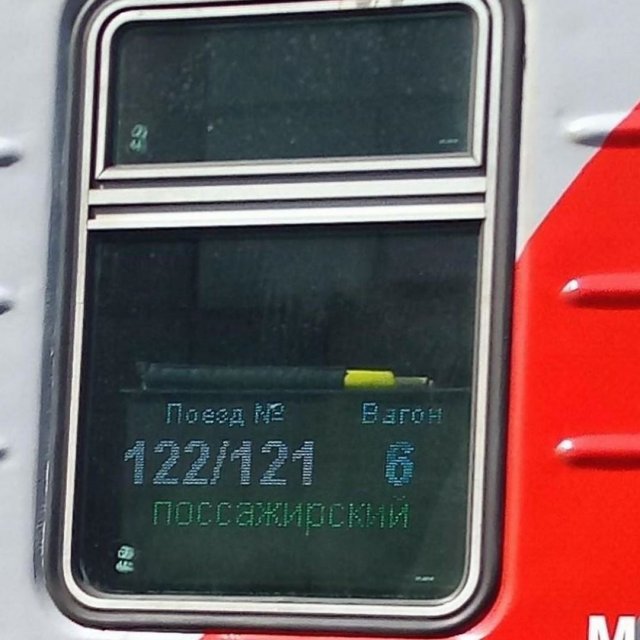 Поезд № Вагон
122/121 6
поссажирский
М